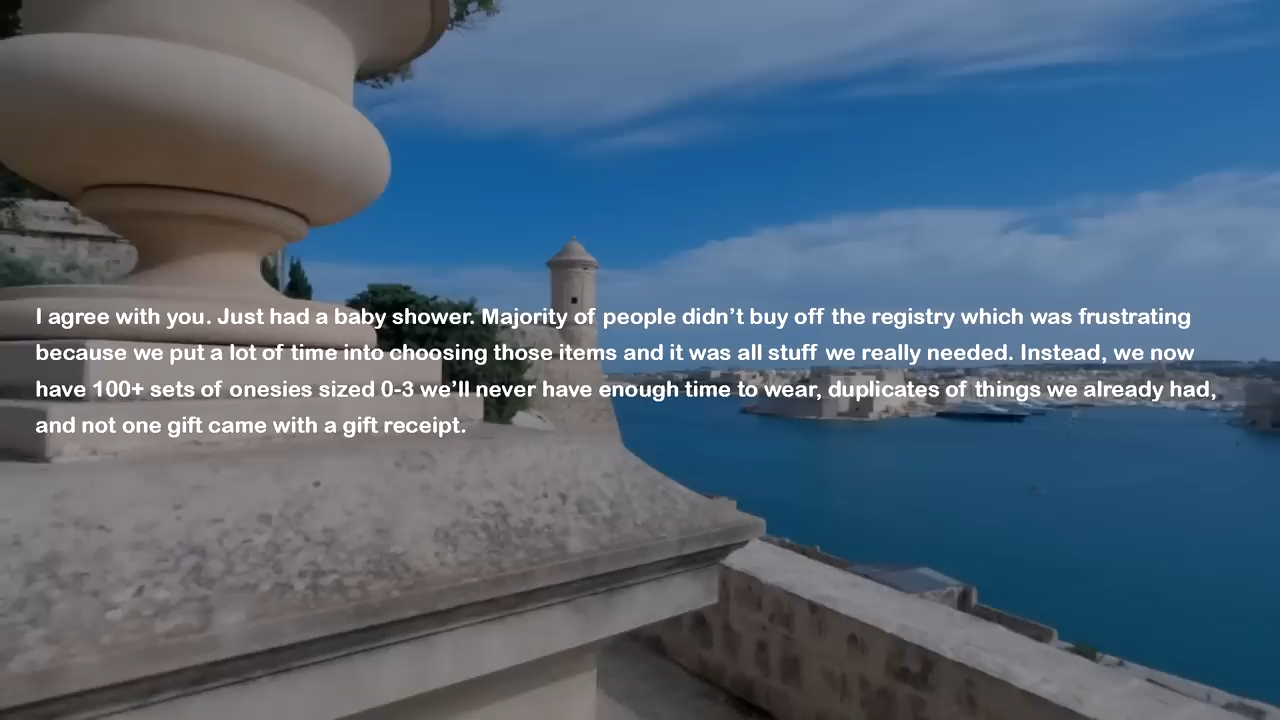 I agree with you. Just had a baby shower. Majority of people didn’t buy off the registry which was frustrating
because we put a lot of time into choosing those items and it was all stuff we really needed. Instead, we now
have 100+ sets of onesies sized 0-3 we’ll never have enough time to wear, duplicates of things we already had,
and not one gift came with a gift receipt.